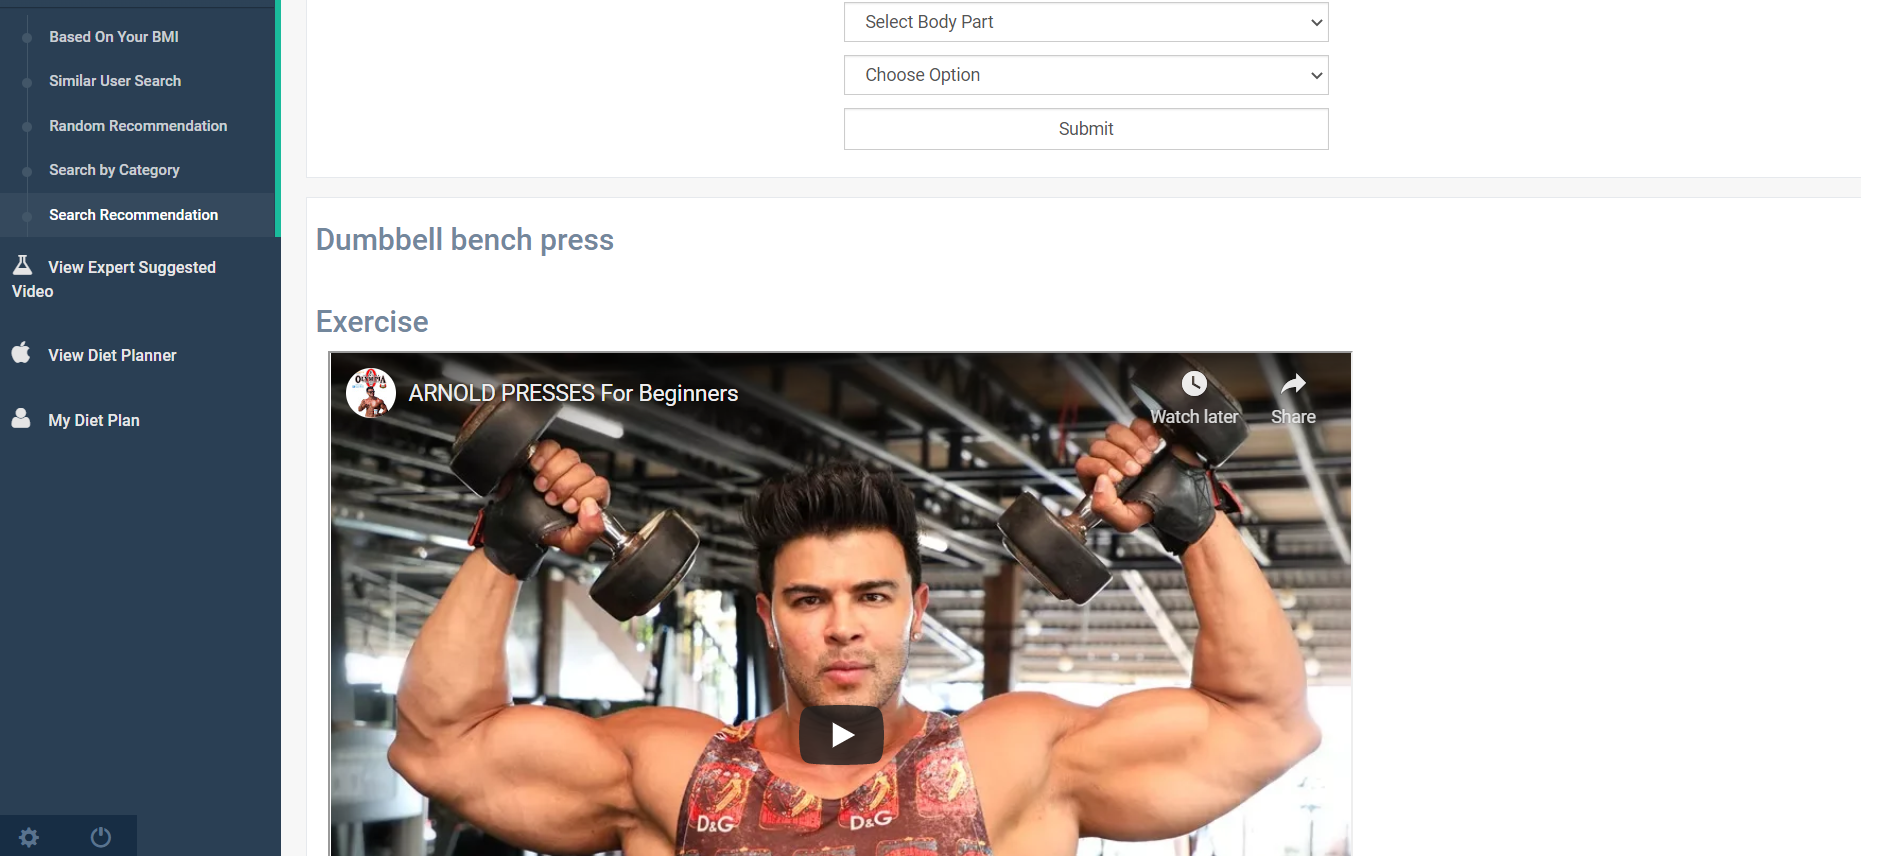 Based On Your BMI
Similar User Search
Random Recommendation
Search by Category
Search Recommendation
View Expert Suggested
Video
View Diet Planner
My Diet Plan
Select Body Part
Choose Option
Submit
Dumbbell bench press
Exercise
OLYMPIA
ARNOLD PRESSES For Beginners
Watch later
Share
D&G
D&G